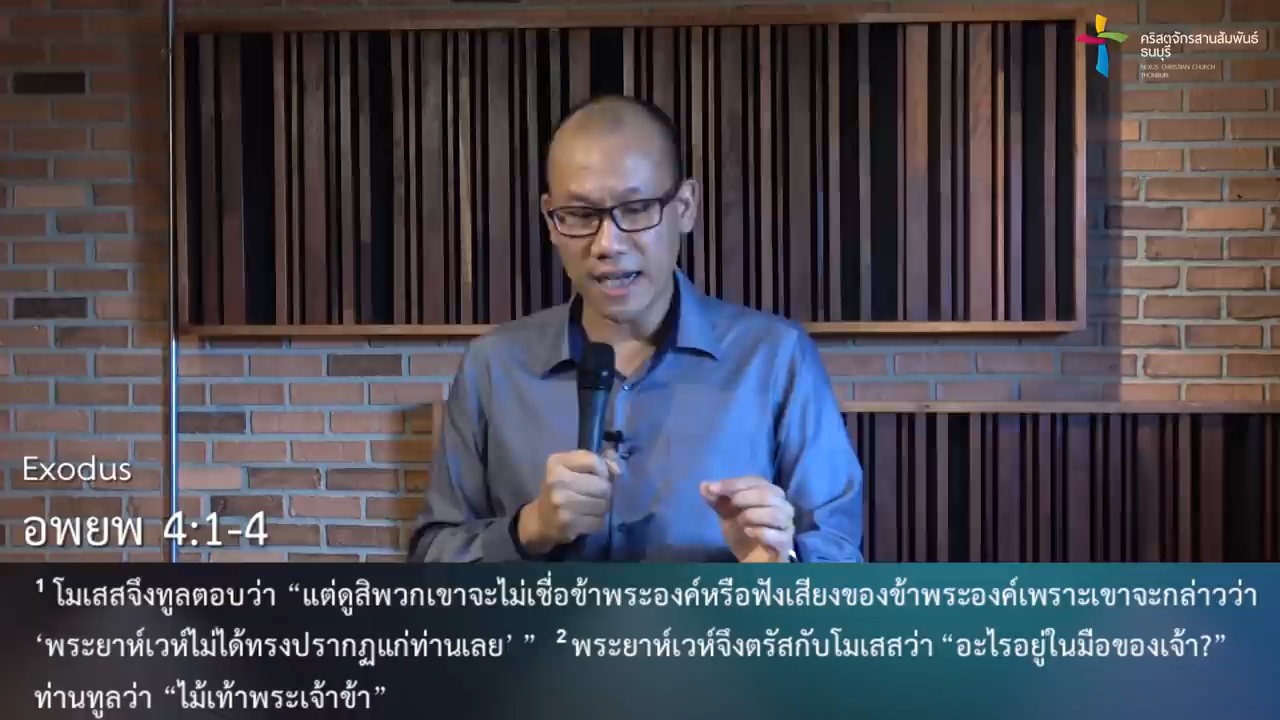 คริสตจักรสานสัมพันธ์
ธนบุรี
NEXUS CHRISTIAN CHURCH
THONBURI
Exodus
อพยพ 4:1-4
¹ โมเสสจึงทูลตอบว่า “แต่ดูสิพวกเขาจะไม่เชื่อข้าพระองค์หรือฟังเสียงของข้าพระองค์เพราะเขาจะกล่าวว่า
‘พระยาห์เวห์ไม่ได้ทรงปรากฏแก่ท่านเลย’ ” ² พระยาห์เวห์จึงตรัสกับโมเสสว่า “อะไรอยู่ในมือของเจ้า?”
ท่านทูลว่า “ไม้เท้าพระเจ้าข้า”